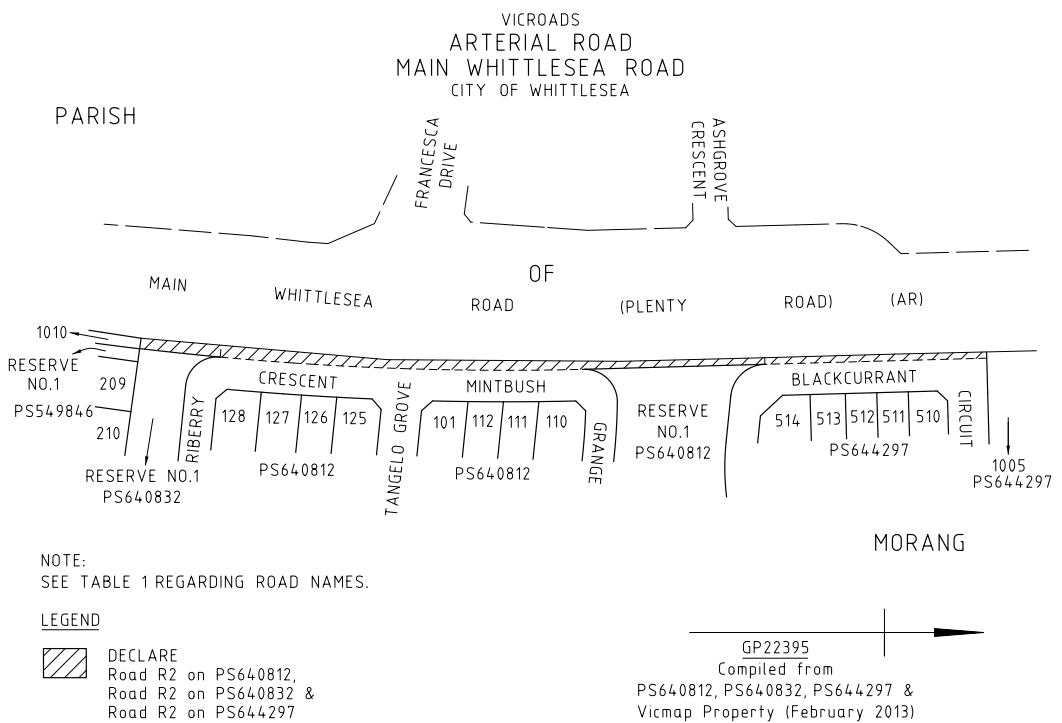 VICROADS
ARTERIAL ROAD
MAIN WHITTLESEA ROAD
CITY OF WHITTLESEA
PARISH
FRANCESCA
DRIVE
ASHGROVE
CRESCENT
OF
MAIN WHITTLESEA ROAD (PLENTY ROAD) (AR)
1010
RESERVE
NO.1
PS549846
209
210
RESERVE NO.1
PS640832
RIBERRY
CRESCENT
128 127 126 125
PS640812
TANGELO GROVE
MINTBUSH
101 112 111 110
PS640812
GRANGE
RESERVE
NO.1
PS640812
BLACKCURRANT
514 513 512 511 510
PS644297
CIRCUIT
1005
PS644297
MORANG
NOTE:
SEE TABLE 1 REGARDING ROAD NAMES.
LEGEND
DECLARE
Road R2 on PS640812,
Road R2 on PS640832 &
Road R2 on PS644297
GP22395
Compiled from
PS640812, PS640832, PS644297 &
Vicmap Property (February 2013)